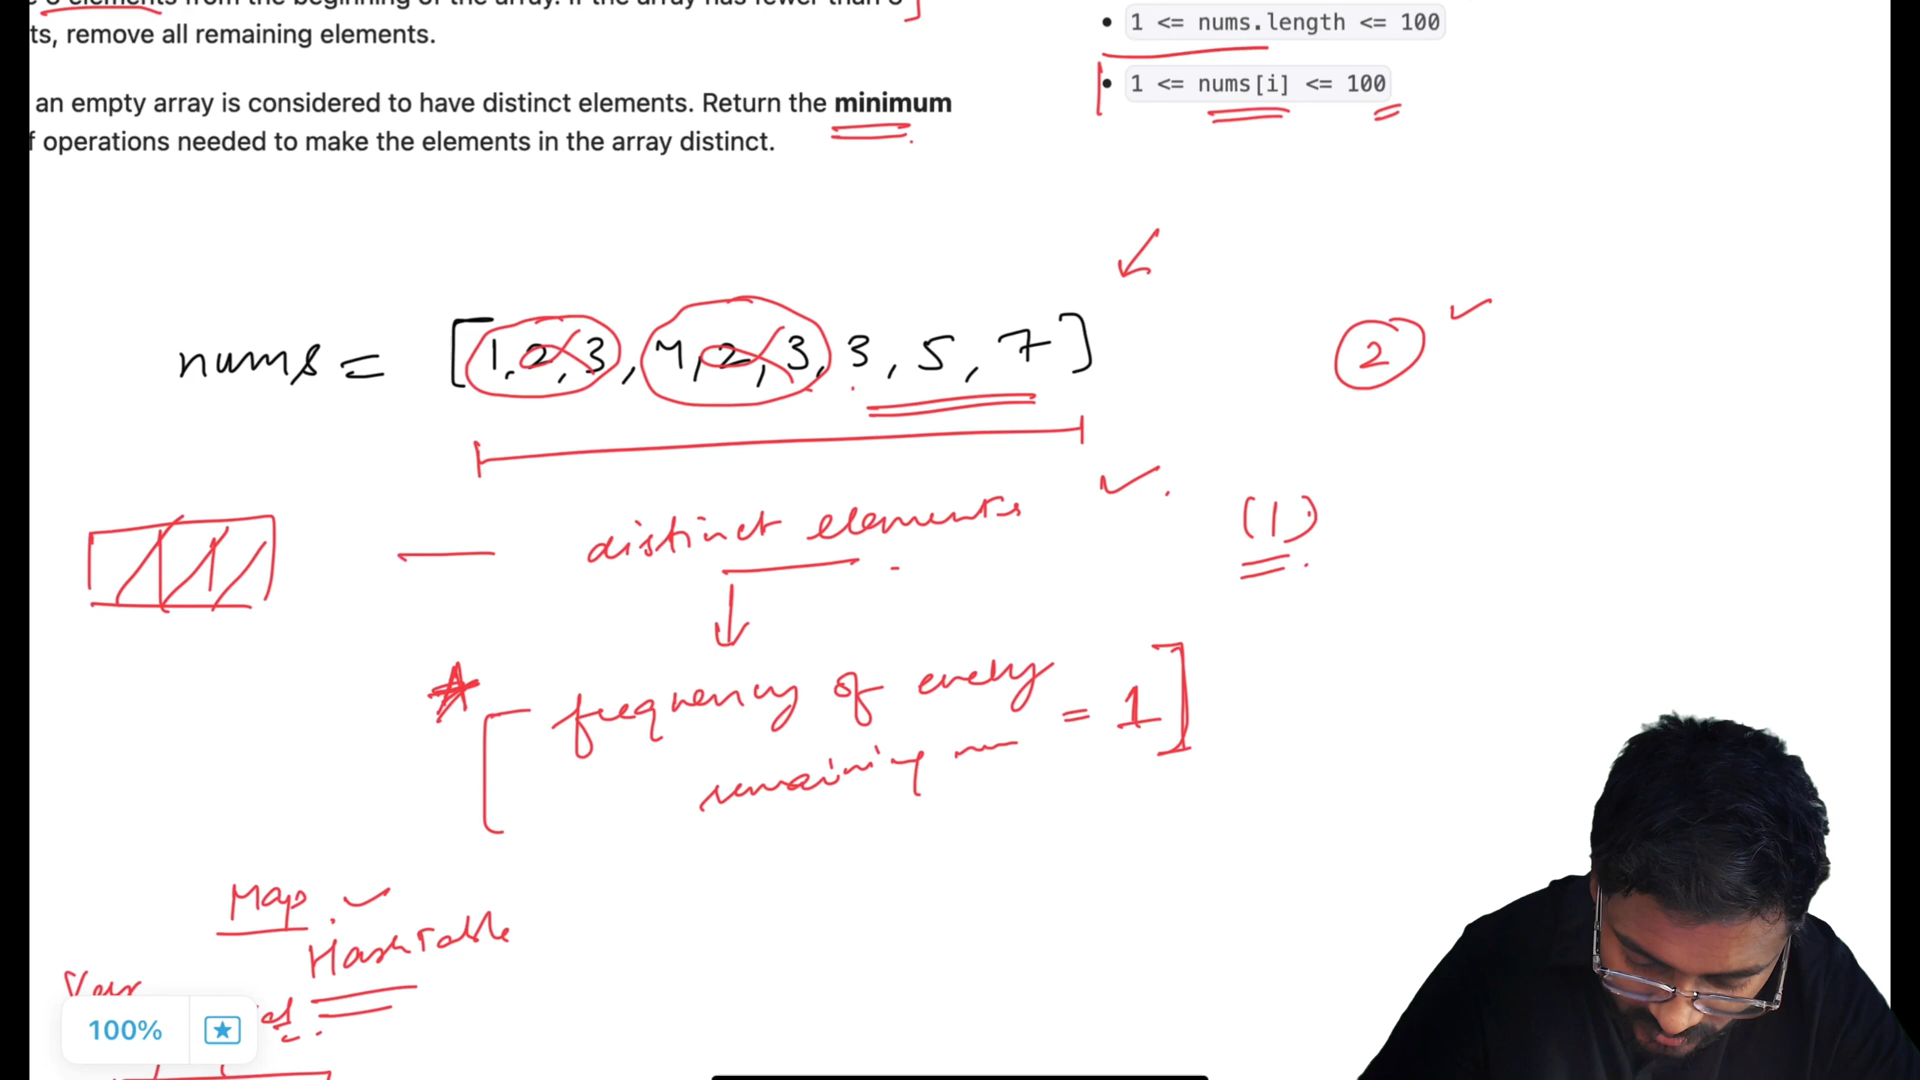 ts, remove all remaining elements.
an empty array is considered to have distinct elements. Return the minimum
f operations needed to make the elements in the array distinct.
1 <= nums.length <= 100
1 <= nums[i] <= 100
nums = [1, 2, 3, 4, 2, 3, 3, 5, 7]
2
distinct elements
(1)
frequency of every = 1]
remaining
Map
HashTable
100%